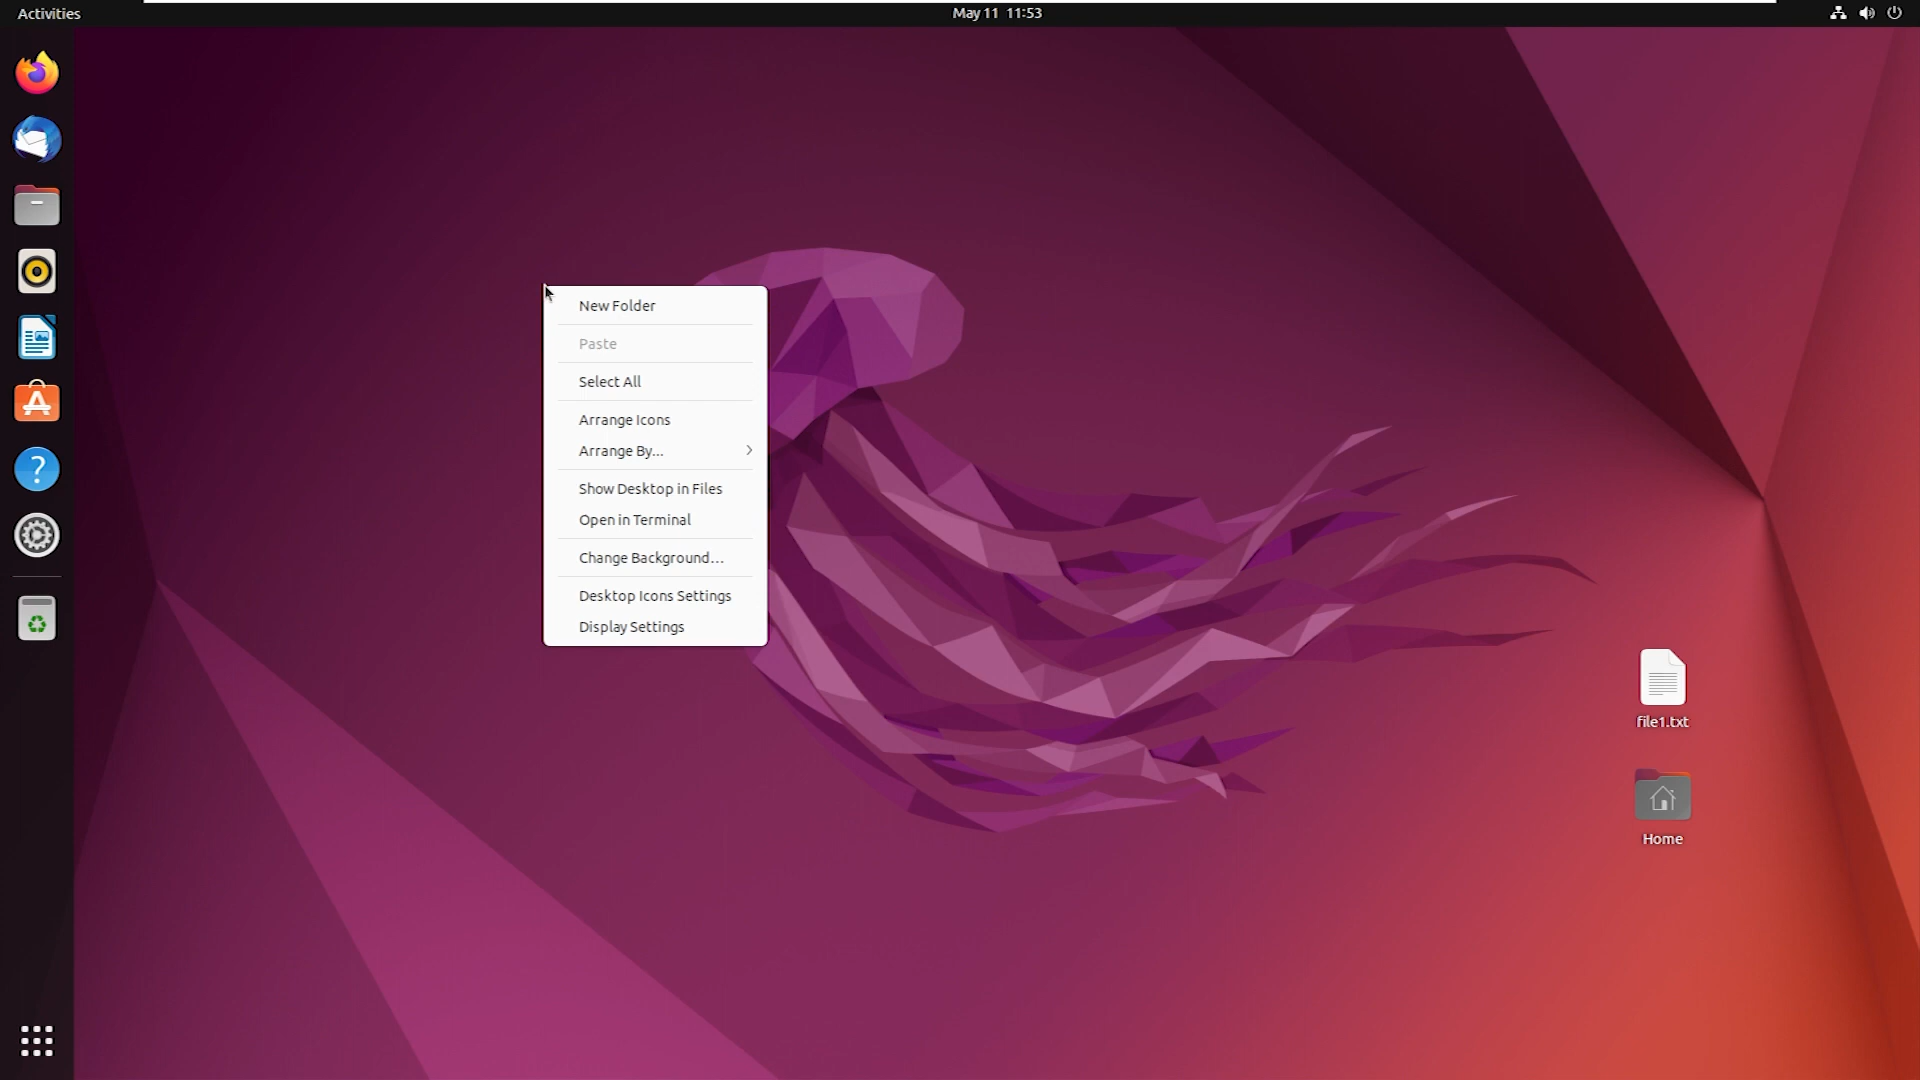 Activities
May 11 11:53
New Folder
Paste
Select All
Arrange Icons
Arrange By...
Show Desktop in Files
Open in Terminal
Change Background…
Desktop Icons Settings
Display Settings
file1.txt
Home